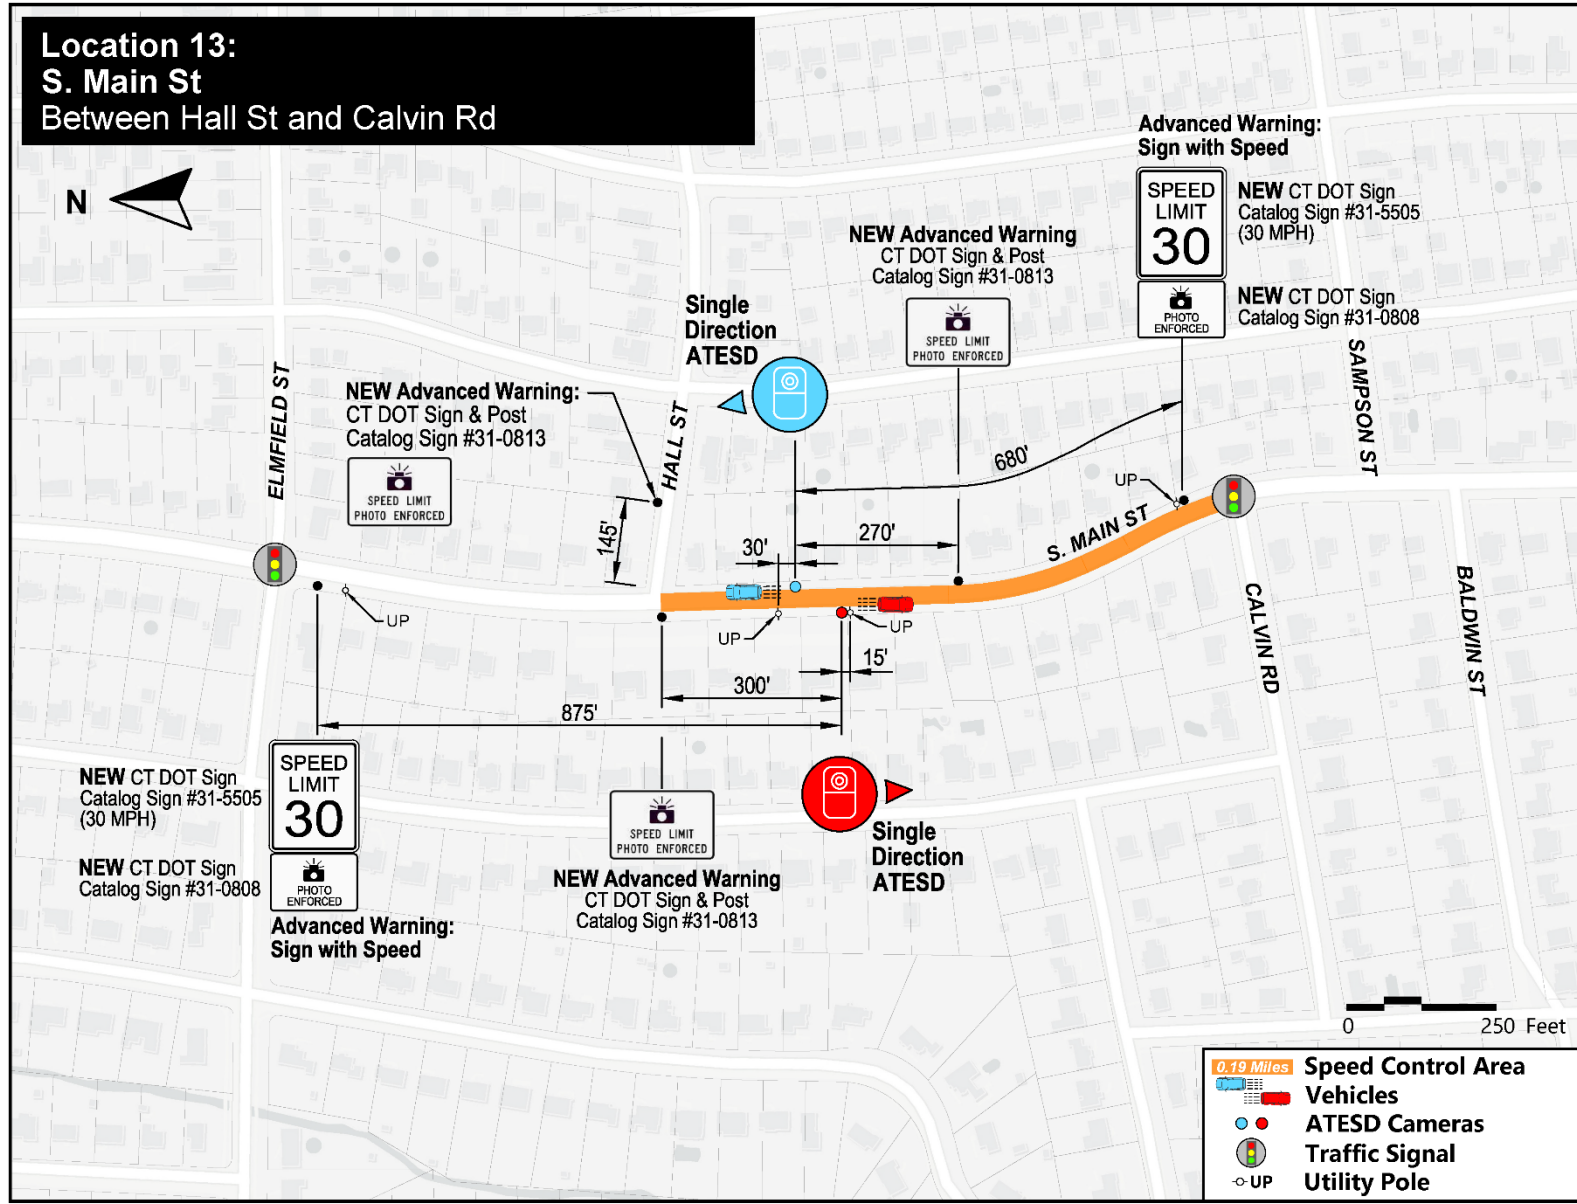 Location 13:
S. Main St
Between Hall St and Calvin Rd
N
Advanced Warning:
Sign with Speed
SPEED
LIMIT
30
NEW CT DOT Sign
Catalog Sign #31-5505
(30 MPH)
PHOTO
ENFORCED
NEW CT DOT Sign
Catalog Sign #31-0808
NEW Advanced Warning
CT DOT Sign & Post
Catalog Sign #31-0813
SPEED LIMIT
PHOTO ENFORCED
Single
Direction
ATESD
NEW Advanced Warning:
CT DOT Sign & Post
Catalog Sign #31-0813
SPEED LIMIT
PHOTO ENFORCED
ELMFIELD ST
HALL ST
SAMPSON ST
680'
UP
S. MAIN ST
145'
30'
270'
UP
UP
UP
15'
300'
875'
CALVIN RD
BALDWIN ST
NEW CT DOT Sign
Catalog Sign #31-5505
(30 MPH)
SPEED
LIMIT
30
NEW CT DOT Sign
Catalog Sign #31-0808
PHOTO
ENFORCED
Advanced Warning:
Sign with Speed
SPEED LIMIT
PHOTO ENFORCED
NEW Advanced Warning
CT DOT Sign & Post
Catalog Sign #31-0813
Single
Direction
ATESD
0 250 Feet
0.19 Miles Speed Control Area
Vehicles
ATESD Cameras
Traffic Signal
UP Utility Pole